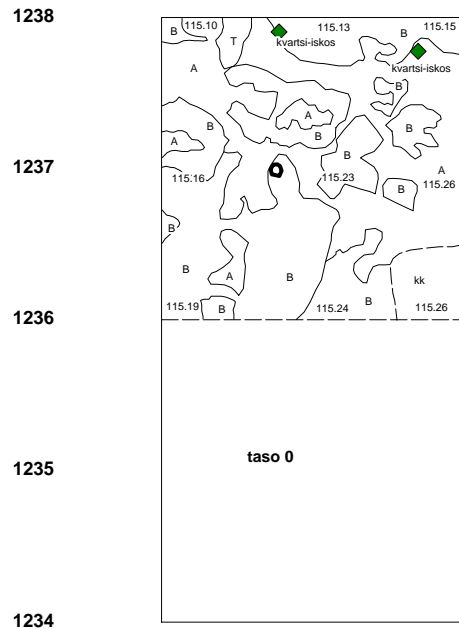 1238
B 115.10 115.13 B 115.15
T kvartsi-iskos
A kvartsi-iskos
B
A
B B B
A B
1237 A
115.16 115.23 B 115.26
B
B A B kk
115.19 B 115.24 B 115.26
1236
1235
taso 0
1234